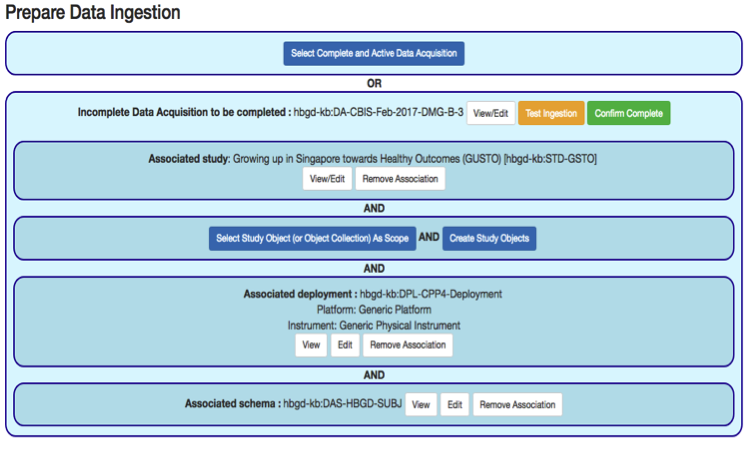 Prepare Data Ingestion
Select Complete and Active Data Acquisition
OR
Incomplete Data Acquisition to be completed : hbgd-kb:DA-CBIS-Feb-2017-DMG-B-3 View/Edit Test Ingestion Confirm Complete
Associated study: Growing up in Singapore towards Healthy Outcomes (GUSTO) [hbgd-kb:STD-GSTO]
View/Edit Remove Association
AND
Select Study Object (or Object Collection) As Scope AND Create Study Objects
AND
Associated deployment : hbgd-kb:DPL-CPP4-Deployment
Platform: Generic Platform
Instrument: Generic Physical Instrument
View Edit Remove Association
AND
Associated schema : hbgd-kb:DAS-HBGD-SUBJ View Edit Remove Association